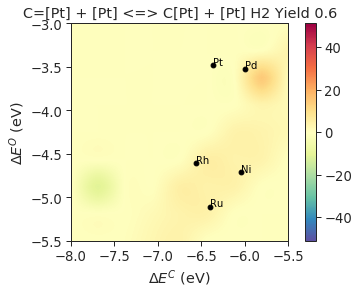 C=[Pt] + [Pt] <=> C[Pt] + [Pt] H2 Yield 0.6
−3.0
−3.5
−4.0
−4.5
−5.0
−5.5
ΔE^O (eV)
Pt
Pd
Rh
Ni
Ru
−8.0 −7.5 −7.0 −6.5 −6.0 −5.5
ΔE^C (eV)
40
20
0
−20
−40